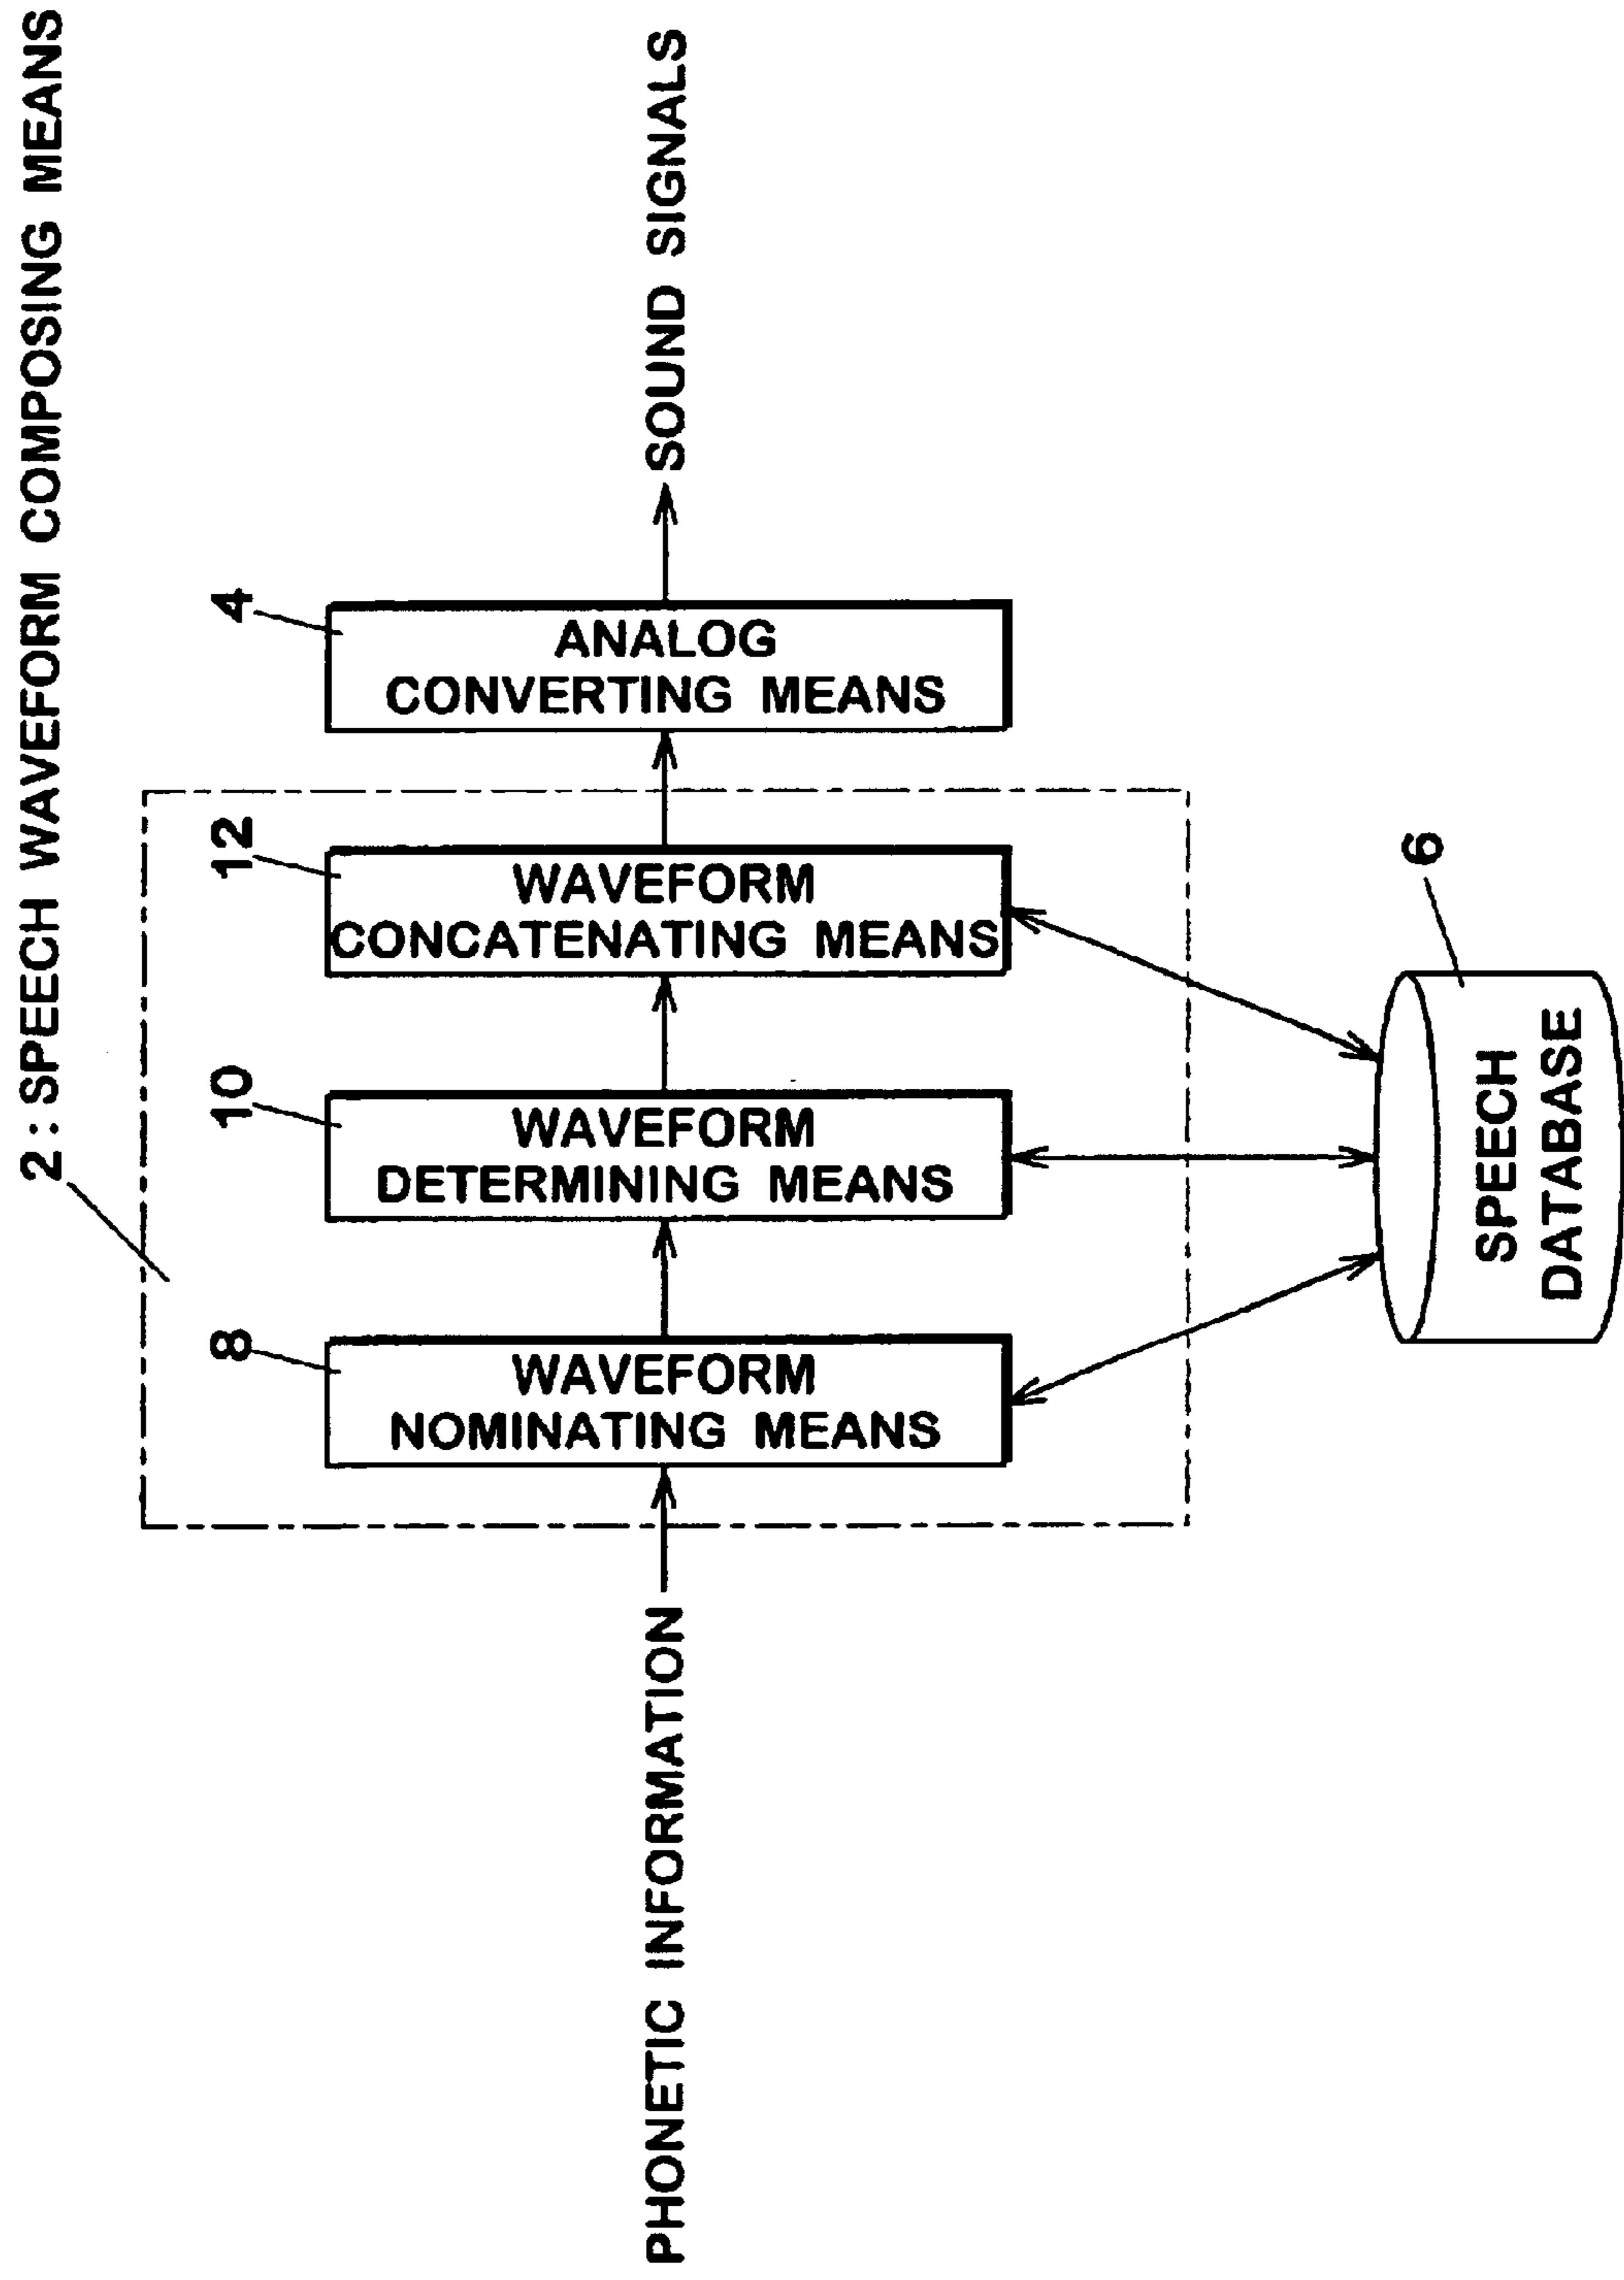 2 : SPEECH WAVEFORM COMPOSING MEANS
8
10
12
4
PHONETIC INFORMATION
WAVEFORM
NOMINATING MEANS
WAVEFORM
DETERMINING MEANS
WAVEFORM
CONCATENATING MEANS
ANALOG
CONVERTING MEANS
SOUND SIGNALS
6
SPEECH
DATABASE